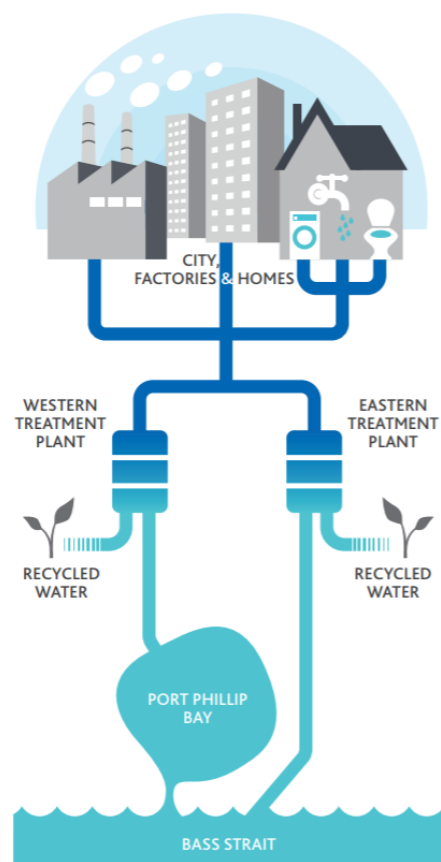 CITY,
FACTORIES & HOMES
WESTERN
TREATMENT
PLANT
EASTERN
TREATMENT
PLANT
RECYCLED
WATER
RECYCLED
WATER
PORT PHILLIP
BAY
BASS STRAIT